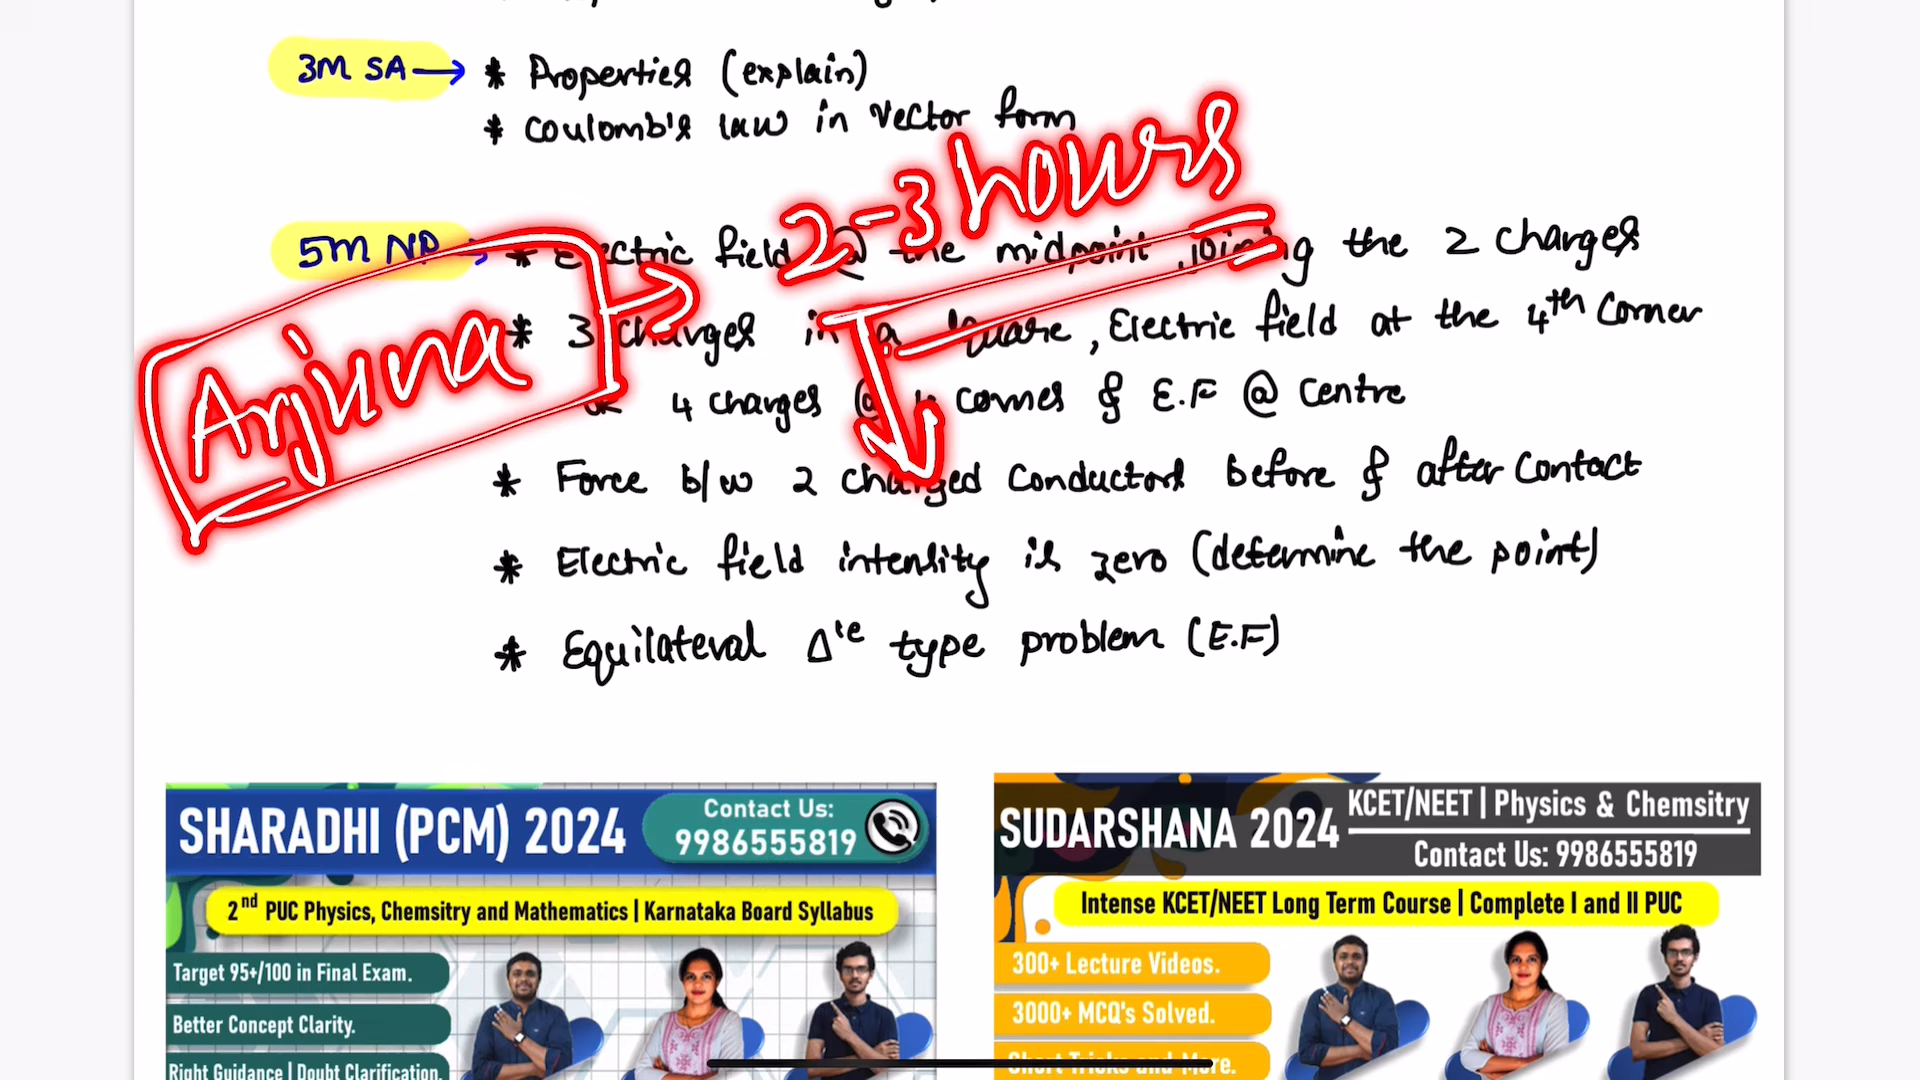 3M SA → * Properties (explain)
* Coulomb's law in vector form
2-3 hours
5M NP → * Electric field @ the midpoint joining the 2 charges
Arjuna →
* 3 charges in a square, Electric field at the 4th Corner
4 charges @ corners & E.F @ Centre
* Force b/w 2 charged Conductors before & after Contact
* Electric field intensity is zero (determine the point)
* Equilateral Δ'le type problem (E.F)
SHARADHI (PCM) 2024
Contact Us:
9986555819
2nd PUC Physics, Chemsitry and Mathematics | Karnataka Board Syllabus
Target 95+/100 in Final Exam.
Better Concept Clarity.
Right Guidance | Doubt Clarification.
SUDARSHANA 2024
KCET/NEET | Physics & Chemsitry
Contact Us: 9986555819
Intense KCET/NEET Long Term Course | Complete I and II PUC
300+ Lecture Videos.
3000+ MCQ's Solved.
Short Tricks and More.